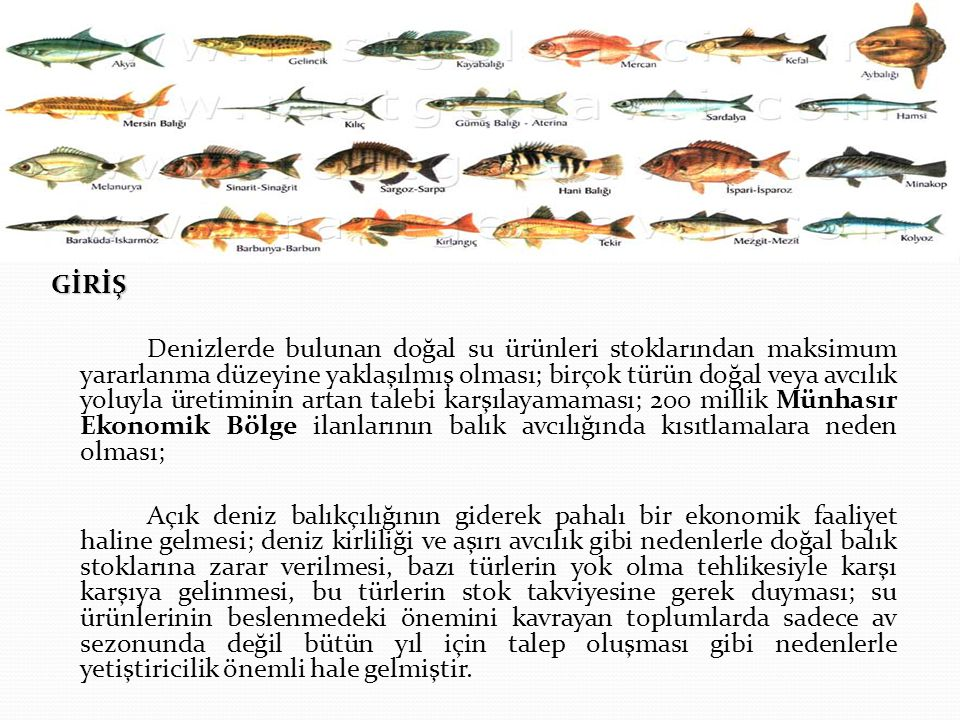 Akya Gelincik Kayabalığı Mercan Kefal Aybalığı
Mersin Balığı Kılıç Gümüş Balığı - Aterina Sardalya Hamsi
Melanurya Sinarit-Sinağrit Sargoz-Sarpa Hani Balığı İspari-İsparoz Minakop
Baraküda-Iskarmoz Barbunya-Barbun Kırlangıç Tekir Mezgit-Mezit Kolyoz
GİRİŞ
Denizlerde bulunan doğal su ürünleri stoklarından maksimum
yararlanma düzeyine yaklaşılmış olması; birçok türün doğal veya avcılık
yoluyla üretiminin artan talebi karşılayamaması; 200 millik Münhasır
Ekonomik Bölge ilanlarının balık avcılığında kısıtlamalara neden
olması;
Açık deniz balıkçılığının giderek pahalı bir ekonomik faaliyet
haline gelmesi; deniz kirliliği ve aşırı avcılık gibi nedenlerle doğal balık
stoklarına zarar verilmesi, bazı türlerin yok olma tehlikesiyle karşı
karşıya gelinmesi, bu türlerin stok takviyesine gerek duyması; su
ürünlerinin beslenmedeki önemini kavrayan toplumlarda sadece av
sezonunda değil bütün yıl için talep oluşması gibi nedenlerle
yetiştiricilik önemli hale gelmiştir.